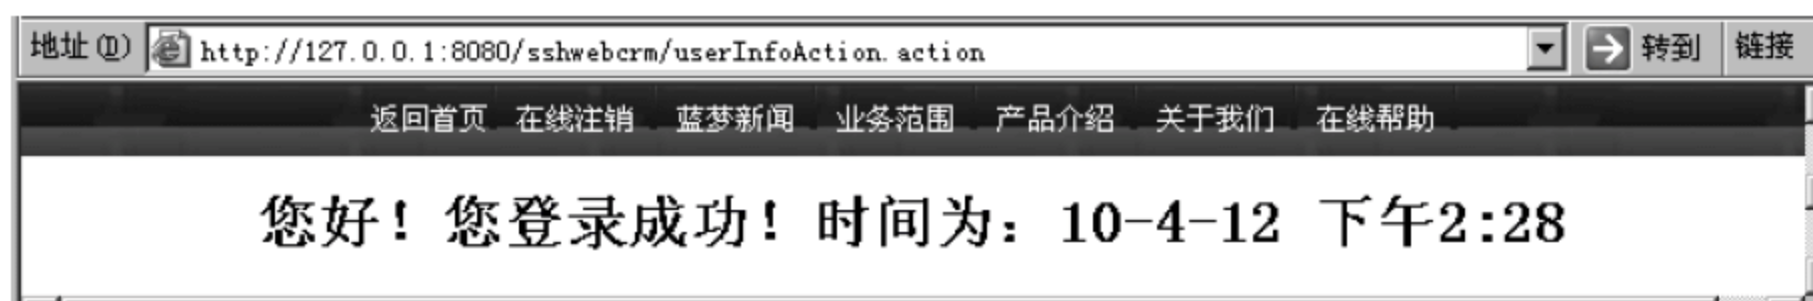 地址(D) http://127.0.0.1:8080/sshwebcrm/userInfoAction.action 转到 链接
返回首页 在线注销 蓝梦新闻 业务范围 产品介绍 关于我们 在线帮助
您好！您登录成功！时间为：10-4-12 下午2:28